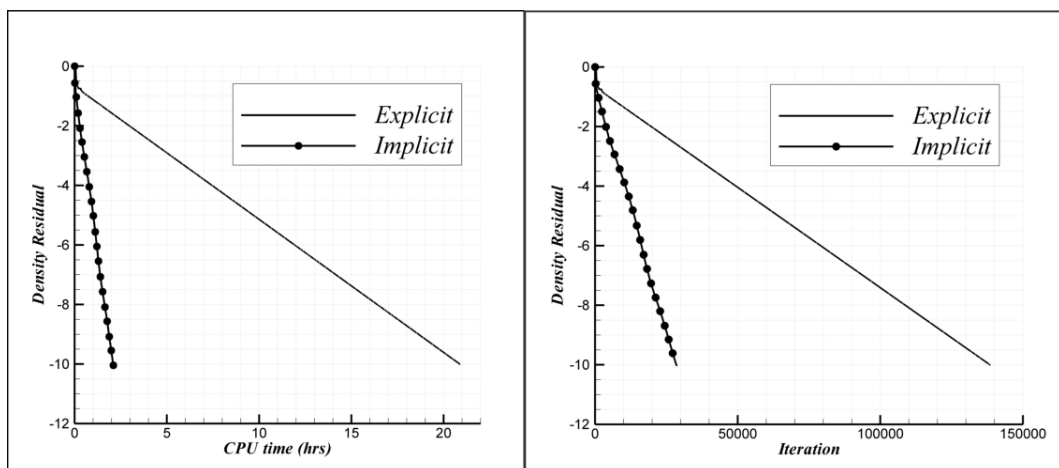 0
-2
-4
-6
-8
-10
-12
Density Residual
Explicit
Implicit
0
5
10
15
20
CPU time (hrs)
0
-2
-4
-6
-8
-10
-12
Density Residual
Explicit
Implicit
0
50000
100000
150000
Iteration